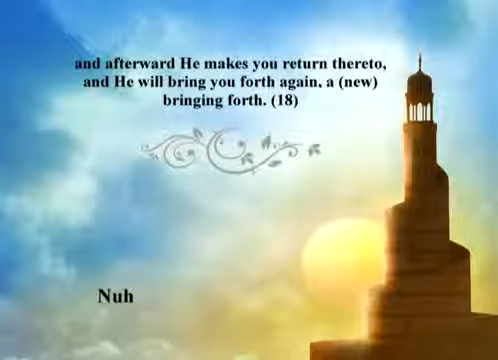 and afterward He makes you return thereto,
and He will bring you forth again, a (new)
bringing forth. (18)
Nuh